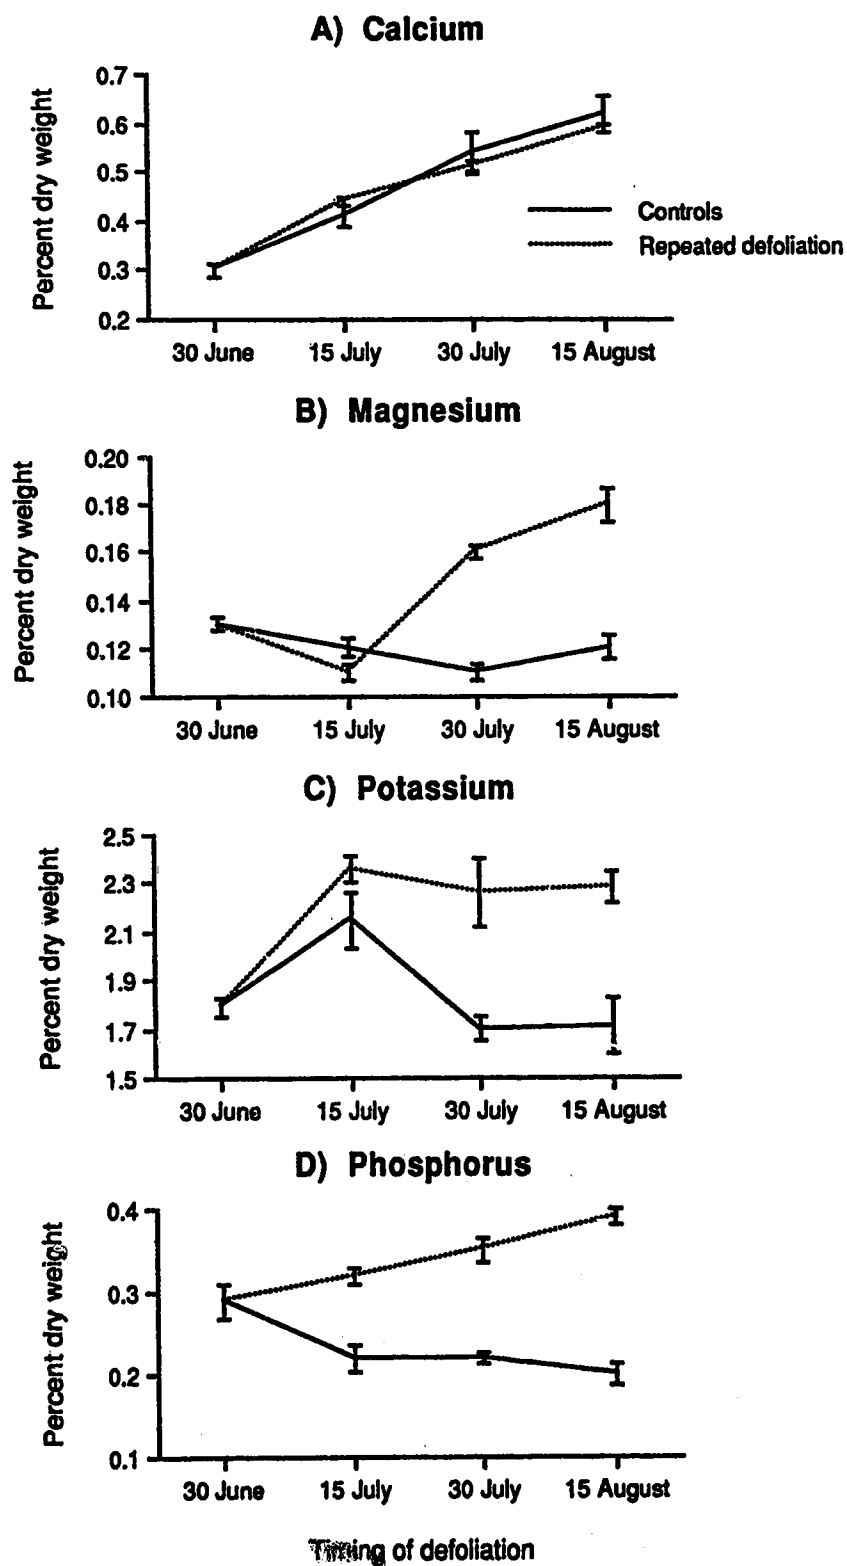 A) Calcium
Percent dry weight
0.7
0.6
0.5
0.4
0.3
0.2
Controls
Repeated defoliation
30 June 15 July 30 July 15 August
B) Magnesium
Percent dry weight
0.20
0.18
0.16
0.14
0.12
0.10
30 June 15 July 30 July 15 August
C) Potassium
Percent dry weight
2.5
2.3
2.1
1.9
1.7
1.5
30 June 15 July 30 July 15 August
D) Phosphorus
Percent dry weight
0.4
0.3
0.2
0.1
30 June 15 July 30 July 15 August
Timing of defoliation